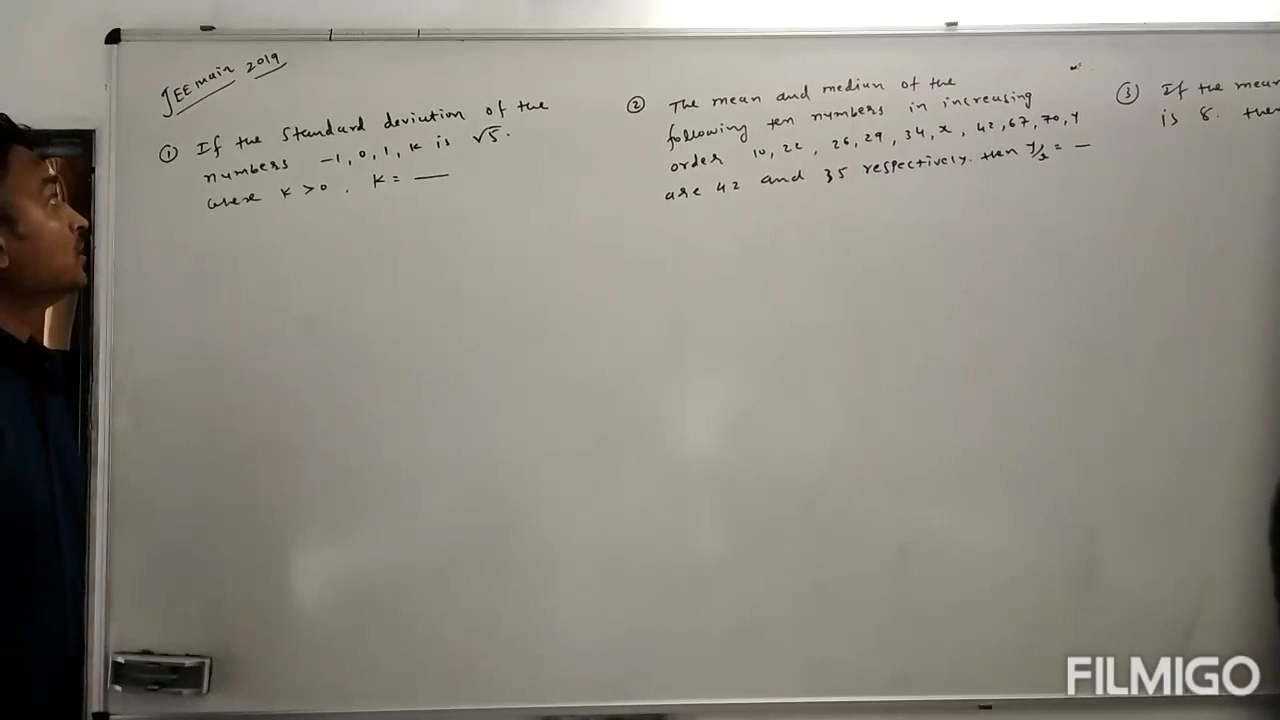 JEE main 2019
① If the standard deviation of the
numbers -1, 0, 1, K is √5.
where K >0 . K= —
② The mean and median of the
following ten numbers in increasing
order 10, 22, 26, 29, 34, x, 42, 67, 70, Y
are 42 and 35 respectively. then Y/x = —
③ If the mean
is 8. then
FILMIGO